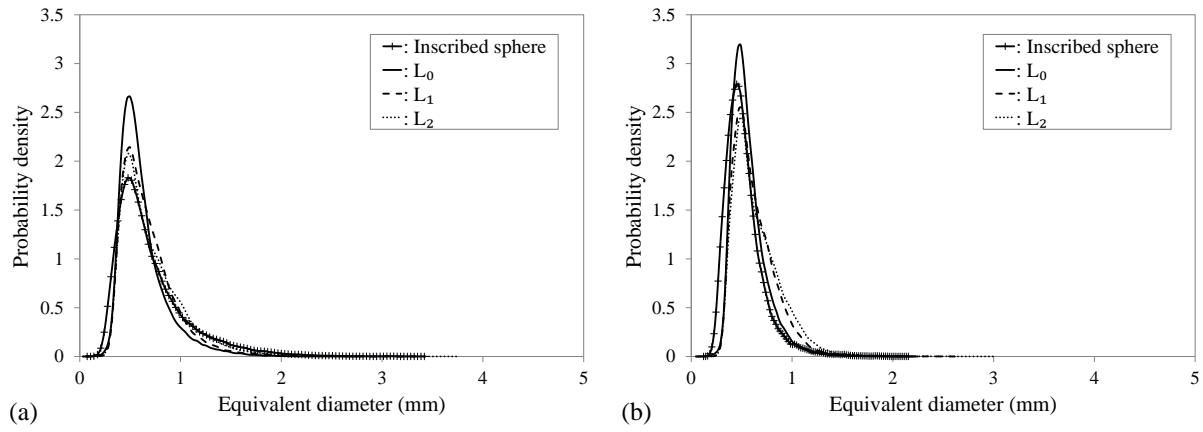 3.5
3
2.5
2
1.5
1
0.5
0
Probability density
: Inscribed sphere
: L₀
: L₁
: L₂
0 1 2 3 4 5
Equivalent diameter (mm)
(a)
3.5
3
2.5
2
1.5
1
0.5
0
Probability density
: Inscribed sphere
: L₀
: L₁
: L₂
0 1 2 3 4 5
Equivalent diameter (mm)
(b)